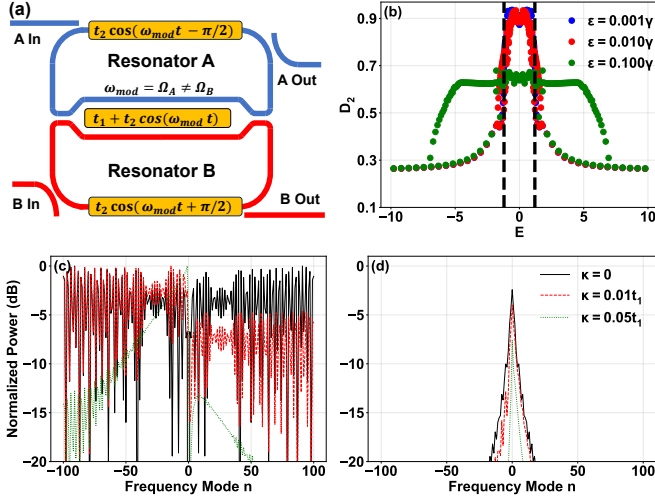 (a)
A In
t₂ cos(ω_mod t − π/2)
Resonator A
A Out
ω_mod = Ω_A ≠ Ω_B
t₁ + t₂ cos(ω_mod t)
Resonator B
B In
B Out
t₂ cos(ω_mod t + π/2)
(b)
ε = 0.001γ
ε = 0.010γ
ε = 0.100γ
D₂
0.9
0.7
0.5
0.3
0.1
−10 −5 0 5 10
E
(c)
n
Normalized Power (dB)
0
−5
−10
−15
−20
−100 −50 0 50 100
Frequency Mode n
(d)
κ = 0
κ = 0.01t₁
κ = 0.05t₁
0
−5
−10
−15
−20
−100 −50 0 50 100
Frequency Mode n